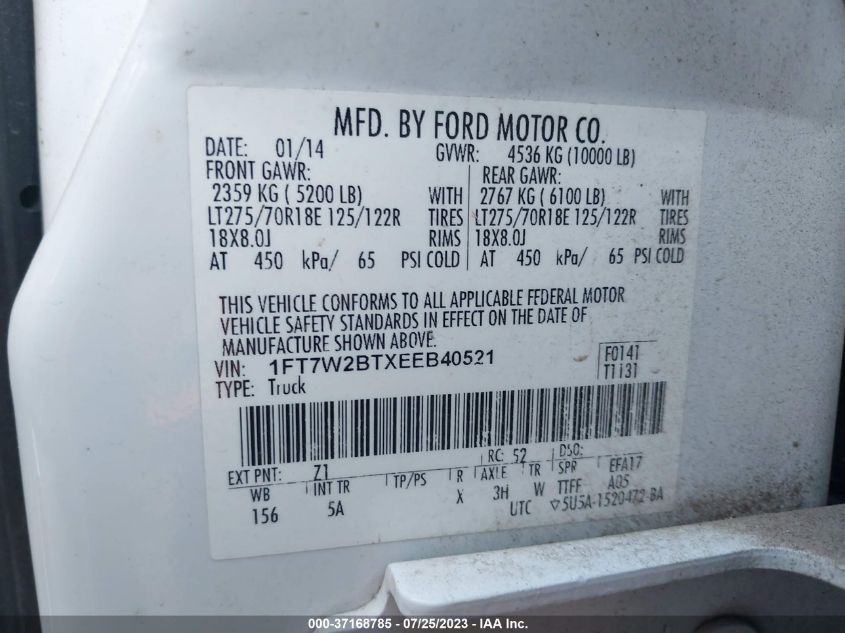 MFD. BY FORD MOTOR CO.
DATE: 01/14 GVWR: 4536 KG (10000 LB)
FRONT GAWR: REAR GAWR:
2359 KG ( 5200 LB) WITH 2767 KG ( 6100 LB) WITH
LT275/70R18E 125/122R TIRES LT275/70R18E 125/122R TIRES
18X8.0J RIMS 18X8.0J RIMS
AT 450 kPa/ 65 PSI COLD AT 450 kPa/ 65 PSI COLD
THIS VEHICLE CONFORMS TO ALL APPLICABLE FEDERAL MOTOR
VEHICLE SAFETY STANDARDS IN EFFECT ON THE DATE OF
MANUFACTURE SHOWN ABOVE.
VIN: 1FT7W2BTXEEB40521 F0141
TYPE: Truck T1131
EXT PNT: Z1 RC: 52 DSO:
WB INT TR TP/PS R AXLE TR SPR EFA17
156 5A X 3H W TTFF A05
UTC ▽5U5A-1520472-BA
000-37168785 - 07/25/2023 - IAAI.com